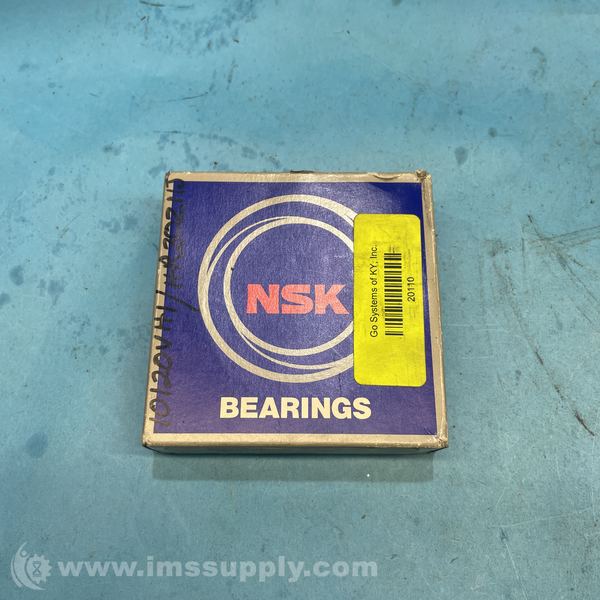 NSK
BEARINGS
Go Systems of KY, Inc.
20110
www.imssupply.com